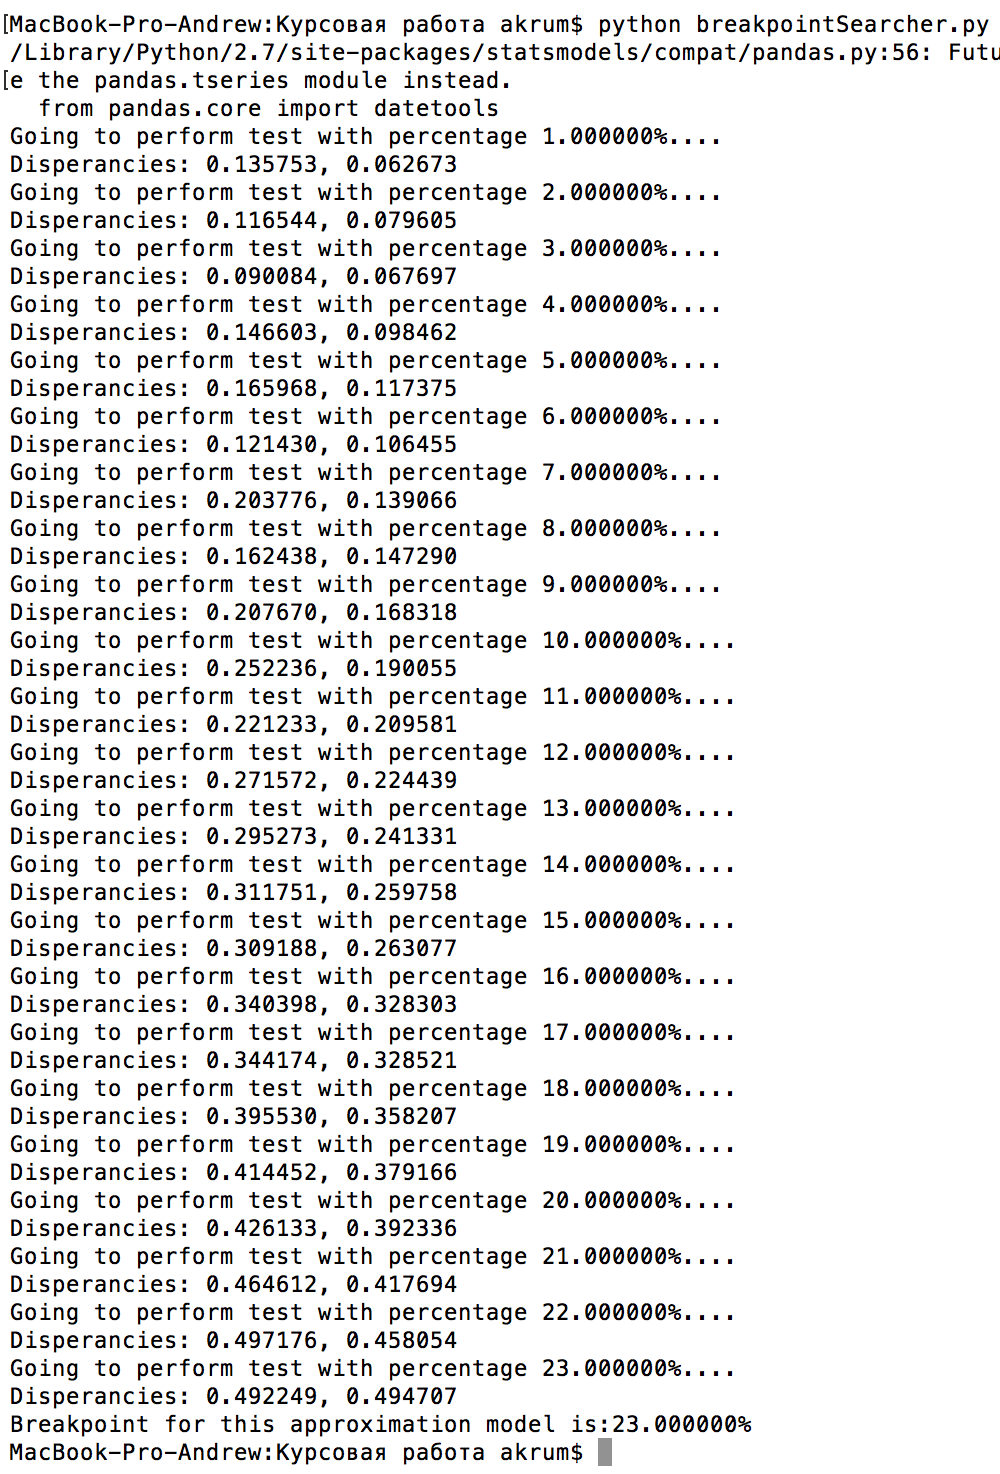 [MacBook-Pro-Andrew:Курсовая работа akrum$ python breakpointSearcher.py
/Library/Python/2.7/site-packages/statsmodels/compat/pandas.py:56: Futu
[e the pandas.tseries module instead.
from pandas.core import datetools
Going to perform test with percentage 1.000000%....
Disperancies: 0.135753, 0.062673
Going to perform test with percentage 2.000000%....
Disperancies: 0.116544, 0.079605
Going to perform test with percentage 3.000000%....
Disperancies: 0.090084, 0.067697
Going to perform test with percentage 4.000000%....
Disperancies: 0.146603, 0.098462
Going to perform test with percentage 5.000000%....
Disperancies: 0.165968, 0.117375
Going to perform test with percentage 6.000000%....
Disperancies: 0.121430, 0.106455
Going to perform test with percentage 7.000000%....
Disperancies: 0.203776, 0.139066
Going to perform test with percentage 8.000000%....
Disperancies: 0.162438, 0.147290
Going to perform test with percentage 9.000000%....
Disperancies: 0.207670, 0.168318
Going to perform test with percentage 10.000000%....
Disperancies: 0.252236, 0.190055
Going to perform test with percentage 11.000000%....
Disperancies: 0.221233, 0.209581
Going to perform test with percentage 12.000000%....
Disperancies: 0.271572, 0.224439
Going to perform test with percentage 13.000000%....
Disperancies: 0.295273, 0.241331
Going to perform test with percentage 14.000000%....
Disperancies: 0.311751, 0.259758
Going to perform test with percentage 15.000000%....
Disperancies: 0.309188, 0.263077
Going to perform test with percentage 16.000000%....
Disperancies: 0.340398, 0.328303
Going to perform test with percentage 17.000000%....
Disperancies: 0.344174, 0.328521
Going to perform test with percentage 18.000000%....
Disperancies: 0.395530, 0.358207
Going to perform test with percentage 19.000000%....
Disperancies: 0.414452, 0.379166
Going to perform test with percentage 20.000000%....
Disperancies: 0.426133, 0.392336
Going to perform test with percentage 21.000000%....
Disperancies: 0.464612, 0.417694
Going to perform test with percentage 22.000000%....
Disperancies: 0.497176, 0.458054
Going to perform test with percentage 23.000000%....
Disperancies: 0.492249, 0.494707
Breakpoint for this approximation model is:23.000000%
MacBook-Pro-Andrew:Курсовая работа akrum$